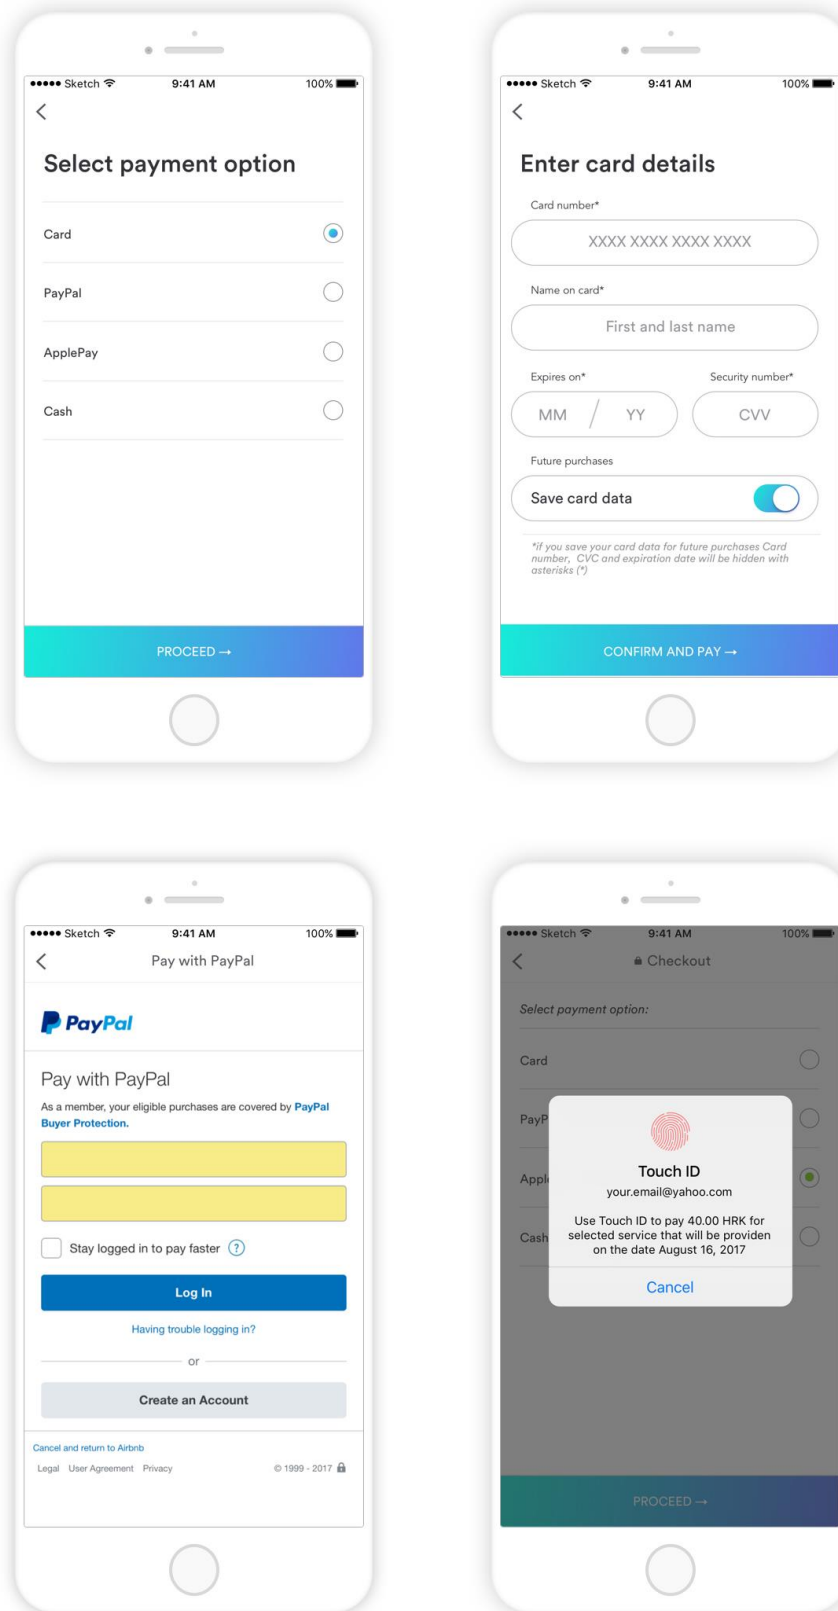 Sketch 9:41 AM 100%
Select payment option
Card
PayPal
ApplePay
Cash
PROCEED →
Sketch 9:41 AM 100%
Enter card details
Card number*
XXXX XXXX XXXX XXXX
Name on card*
First and last name
Expires on* Security number*
MM / YY CVV
Future purchases
Save card data
*if you save your card data for future purchases Card
number, CVC and expiration date will be hidden with
asterisks (*)
CONFIRM AND PAY →
Sketch 9:41 AM 100%
Pay with PayPal
PayPal
Pay with PayPal
As a member, your eligible purchases are covered by PayPal
Buyer Protection.
Stay logged in to pay faster ?
Log In
Having trouble logging in?
or
Create an Account
Cancel and return to Airbnb
Legal User Agreement Privacy © 1999 - 2017
Sketch 9:41 AM 100%
Checkout
Select payment option:
Card
PayP
Appl
Cash
Touch ID
your.email@yahoo.com
Use Touch ID to pay 40.00 HRK for
selected service that will be providen
on the date August 16, 2017
Cancel
PROCEED →